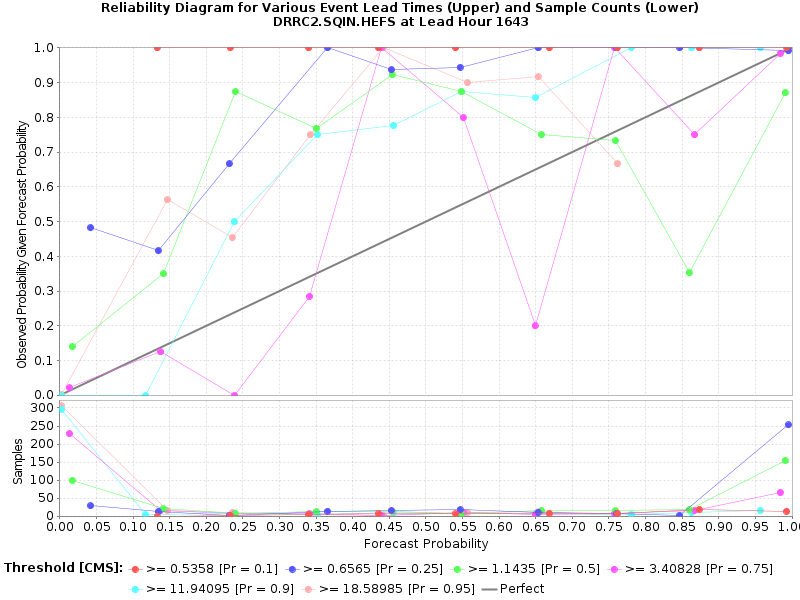 Reliability Diagram for Various Event Lead Times (Upper) and Sample Counts (Lower)
DRRC2.SQIN.HEFS at Lead Hour 1643
Observed Probability Given Forecast Probability
1.0
0.9
0.8
0.7
0.6
0.5
0.4
0.3
0.2
0.1
0.0
Samples
300
250
200
150
100
50
0
0.00 0.05 0.10 0.15 0.20 0.25 0.30 0.35 0.40 0.45 0.50 0.55 0.60 0.65 0.70 0.75 0.80 0.85 0.90 0.95 1.00
Forecast Probability
Threshold [CMS]: >= 0.5358 [Pr = 0.1] >= 0.6565 [Pr = 0.25] >= 1.1435 [Pr = 0.5] >= 3.40828 [Pr = 0.75]
>= 11.94095 [Pr = 0.9] >= 18.58985 [Pr = 0.95] Perfect